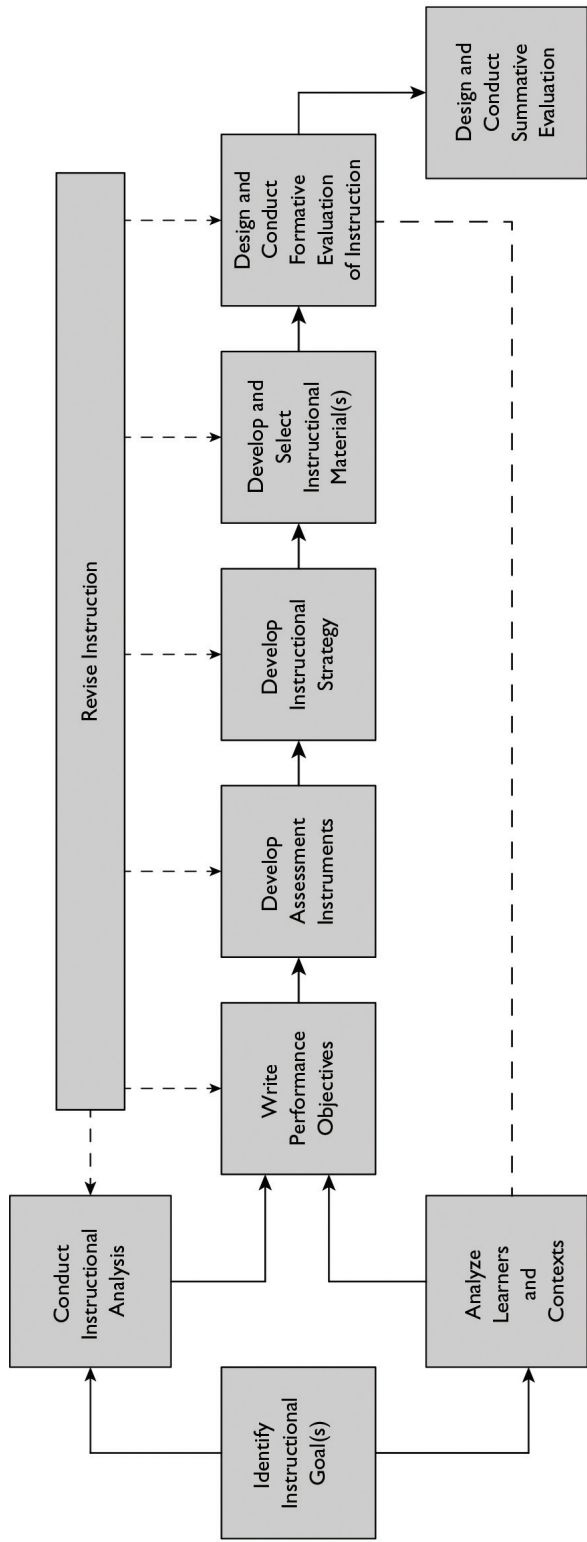 Revise Instruction
Conduct
Instructional
Analysis
Identify
Instructional
Goal(s)
Analyze
Learners
and
Contexts
Write
Performance
Objectives
Develop
Assessment
Instruments
Develop
Instructional
Strategy
Develop and
Select
Instructional
Material(s)
Design and
Conduct
Formative
Evaluation
of Instruction
Design and
Conduct
Summative
Evaluation